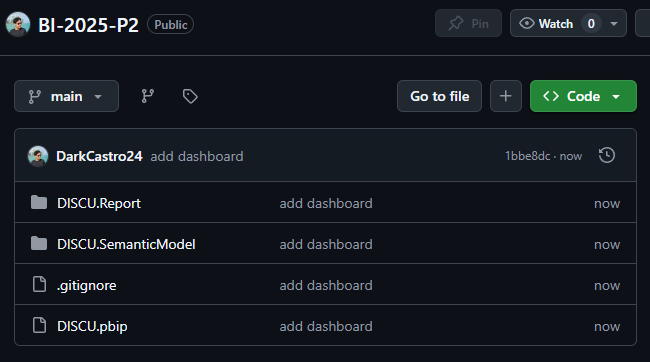 BI-2025-P2 Public Pin Watch 0
main Go to file Code
DarkCastro24 add dashboard 1bbe8dc · now
DISCU.Report add dashboard now
DISCU.SemanticModel add dashboard now
.gitignore add dashboard now
DISCU.pbip add dashboard now